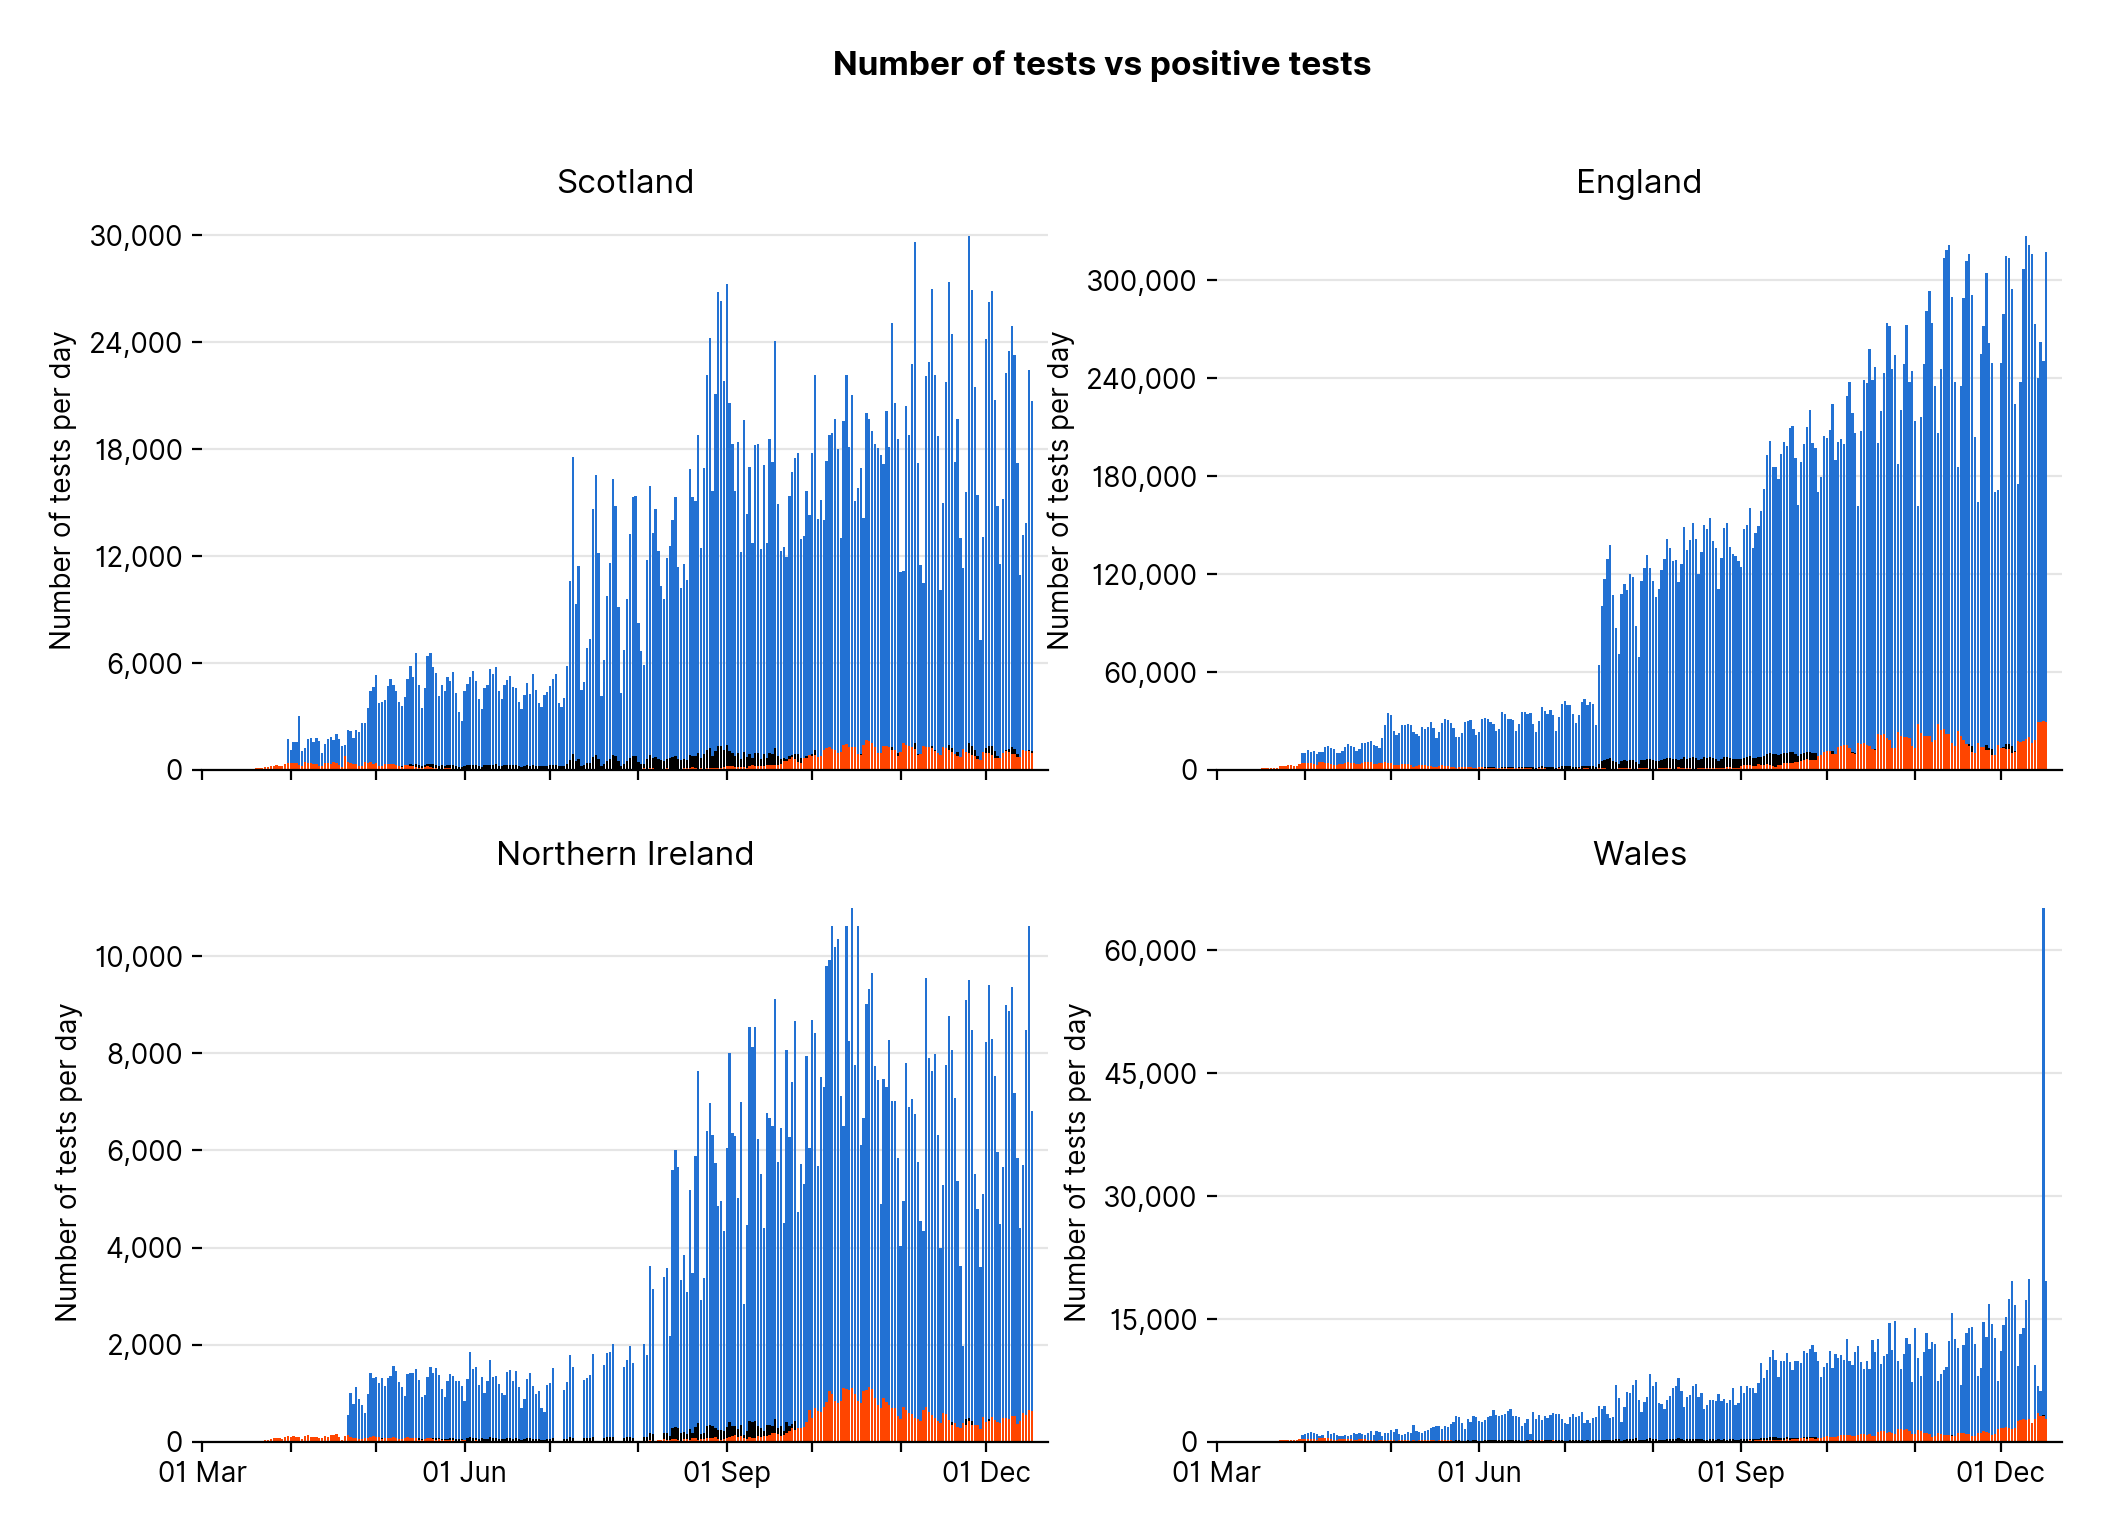 Number of tests vs positive tests
Scotland
Number of tests per day
30,000
24,000
18,000
12,000
6,000
0
England
Number of tests per day
300,000
240,000
180,000
120,000
60,000
0
Northern Ireland
Number of tests per day
10,000
8,000
6,000
4,000
2,000
0
01 Mar 01 Jun 01 Sep 01 Dec
Wales
Number of tests per day
60,000
45,000
30,000
15,000
0
01 Mar 01 Jun 01 Sep 01 Dec